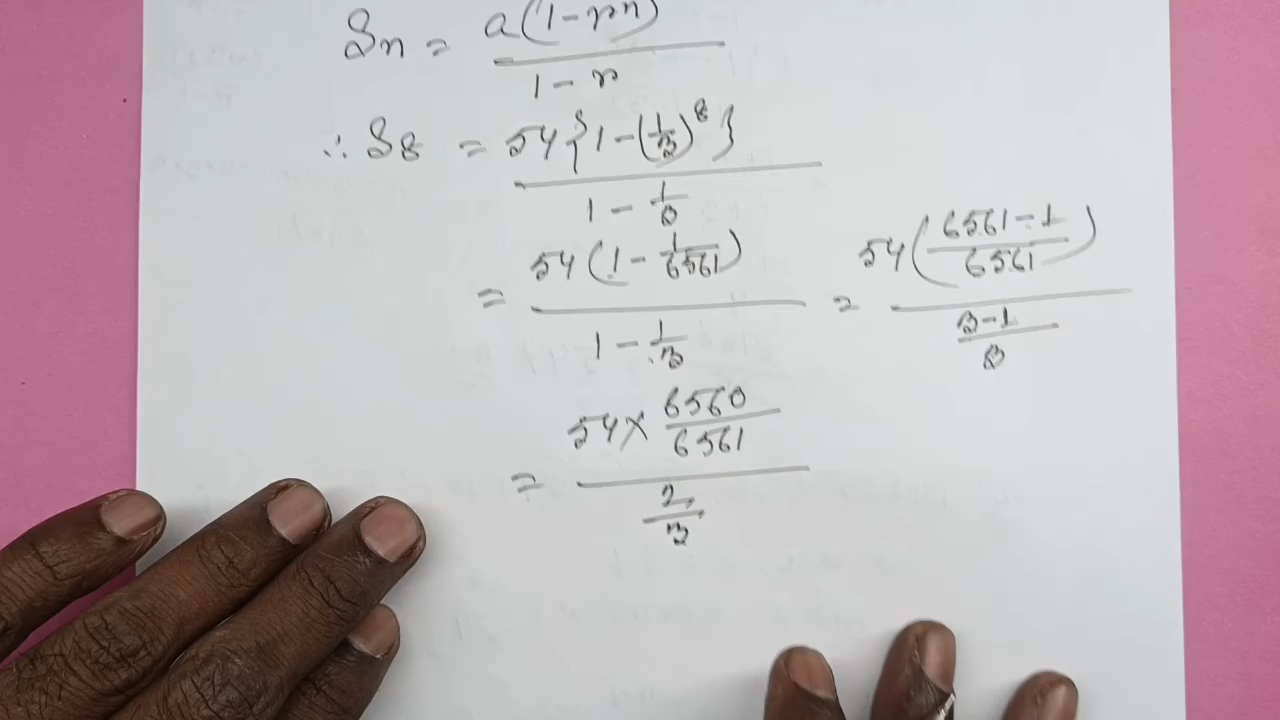 Sn = a(1-rn) / 1-r
∴ S8 = 54{1-(1/3)^8} / 1 - 1/3
= 54(1 - 1/6561) / 1 - 1/3 = 54(6561-1 / 6561) / 3-1 / 3
= 54 × 6560/6561 / 2/3